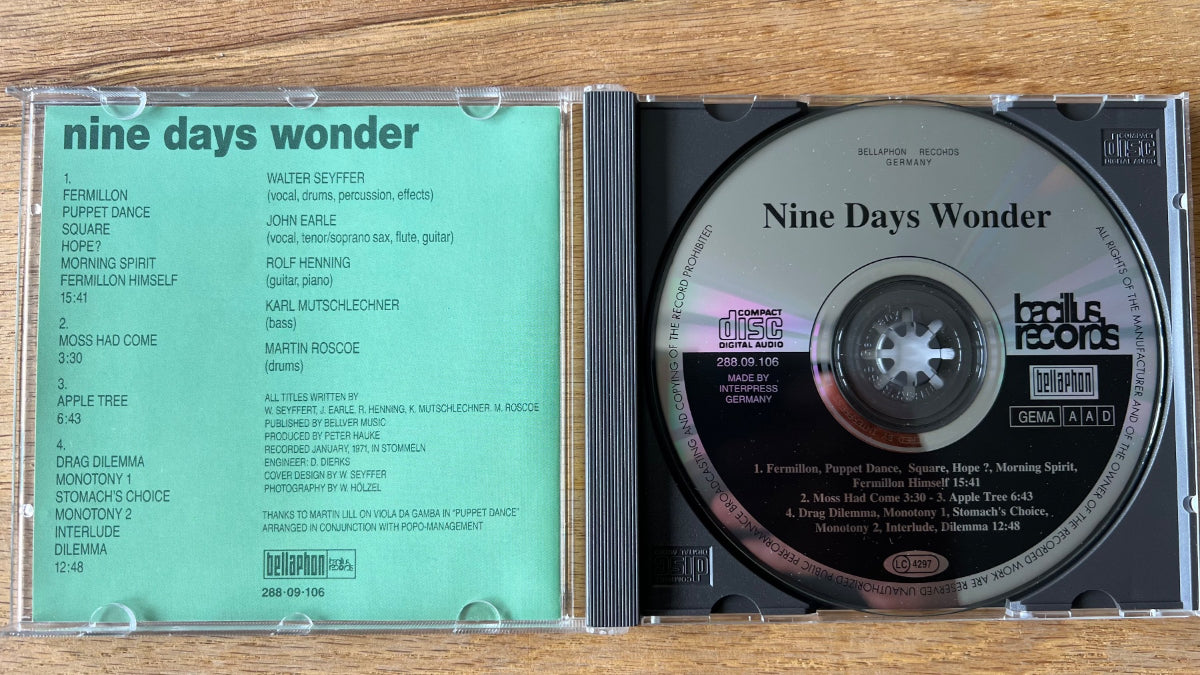 nine days wonder
1.
FERMILLON
PUPPET DANCE
SQUARE
HOPE?
MORNING SPIRIT
FERMILLON HIMSELF
15:41
2.
MOSS HAD COME
3:30
3.
APPLE TREE
6:43
4.
DRAG DILEMMA
MONOTONY 1
STOMACH'S CHOICE
MONOTONY 2
INTERLUDE
DILEMMA
12:48
WALTER SEYFFER
(vocal, drums, percussion, effects)
JOHN EARLE
(vocal, tenor/soprano sax, flute, guitar)
ROLF HENNING
(guitar, piano)
KARL MUTSCHLECHNER
(bass)
MARTIN ROSCOE
(drums)
ALL TITLES WRITTEN BY
W. SEYFFERT, J. EARLE, R. HENNING, K. MUTSCHLECHNER. M. ROSCOE
PUBLISHED BY BELLVER MUSIC
PRODUCED BY PETER HAUKE
RECORDED JANUARY, 1971, IN STOMMELN
ENGINEER: D. DIERKS
COVER DESIGN BY W. SEYFFER
PHOTOGRAPHY BY W. HÖLZEL
THANKS TO MARTIN LILL ON VIOLA DA GAMBA IN "PUPPET DANCE"
ARRANGED IN CONJUNCTION WITH POPO-MANAGEMENT
bellaphon bacillus records
288·09·106
BELLAPHON RECORDS
GERMANY
Nine Days Wonder
COMPACT
disc
DIGITAL AUDIO
288.09.106
MADE BY
INTERPRESS
GERMANY
bacillus
records
bellaphon
GEMA A A D
1. Fermillon, Puppet Dance, Square, Hope ?, Morning Spirit,
Fermillon Himself 15:41
2. Moss Had Come 3:30 - 3. Apple Tree 6:43
4. Drag Dilemma, Monotony 1, Stomach's Choice,
Monotony 2, Interlude, Dilemma 12:48
LC 4297
ALL RIGHTS OF THE MANUFACTURER AND OF THE OWNER OF THE RECORDED WORK ARE RESERVED UNAUTHORIZED PUBLIC PERFORMANCE BROADCASTING AND COPYING OF THE RECORD PROHIBITED
COMPACT
disc
DIGITAL AUDIO
COMPACT
disc
DIGITAL AUDIO